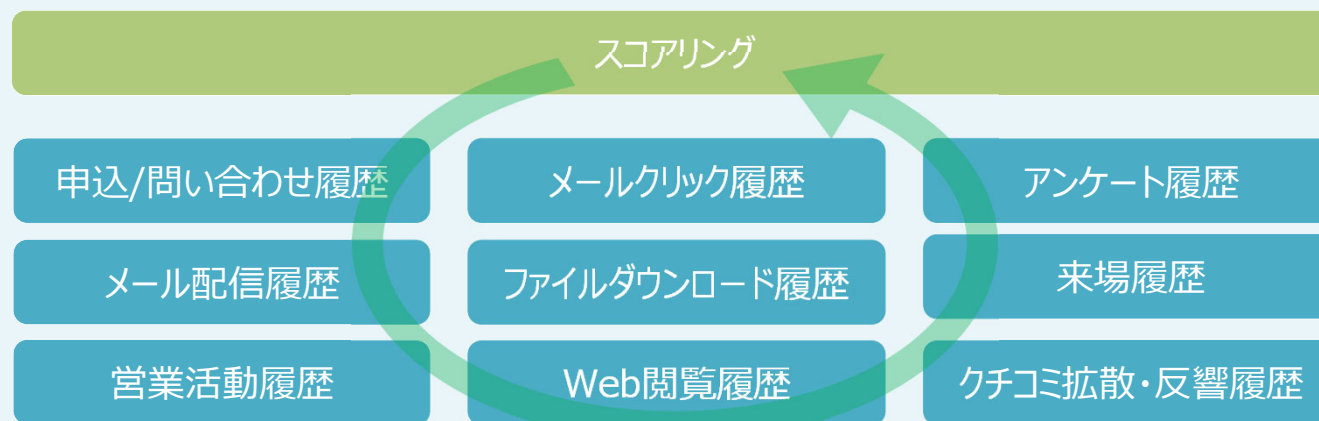 スコアリング
申込/問い合わせ履歴
メールクリック履歴
アンケート履歴
メール配信履歴
ファイルダウンロード履歴
来場履歴
営業活動履歴
Web閲覧履歴
クチコミ拡散・反響履歴